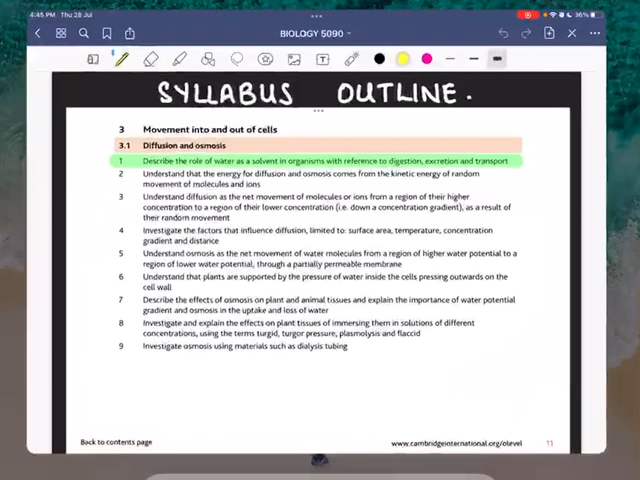 4:45 PM Thu 28 Jul
36%
BIOLOGY 5090
SYLLABUS OUTLINE.
3 Movement into and out of cells
3.1 Diffusion and osmosis
1 Describe the role of water as a solvent in organisms with reference to digestion, excretion and transport
2 Understand that the energy for diffusion and osmosis comes from the kinetic energy of random
movement of molecules and ions
3 Understand diffusion as the net movement of molecules or ions from a region of their higher
concentration to a region of their lower concentration (i.e. down a concentration gradient), as a result of
their random movement
4 Investigate the factors that influence diffusion, limited to: surface area, temperature, concentration
gradient and distance
5 Understand osmosis as the net movement of water molecules from a region of higher water potential to a
region of lower water potential, through a partially permeable membrane
6 Understand that plants are supported by the pressure of water inside the cells pressing outwards on the
cell wall
7 Describe the effects of osmosis on plant and animal tissues and explain the importance of water potential
gradient and osmosis in the uptake and loss of water
8 Investigate and explain the effects on plant tissues of immersing them in solutions of different
concentrations, using the terms turgid, turgor pressure, plasmolysis and flaccid
9 Investigate osmosis using materials such as dialysis tubing
Back to contents page www.cambridgeinternational.org/olevel 11